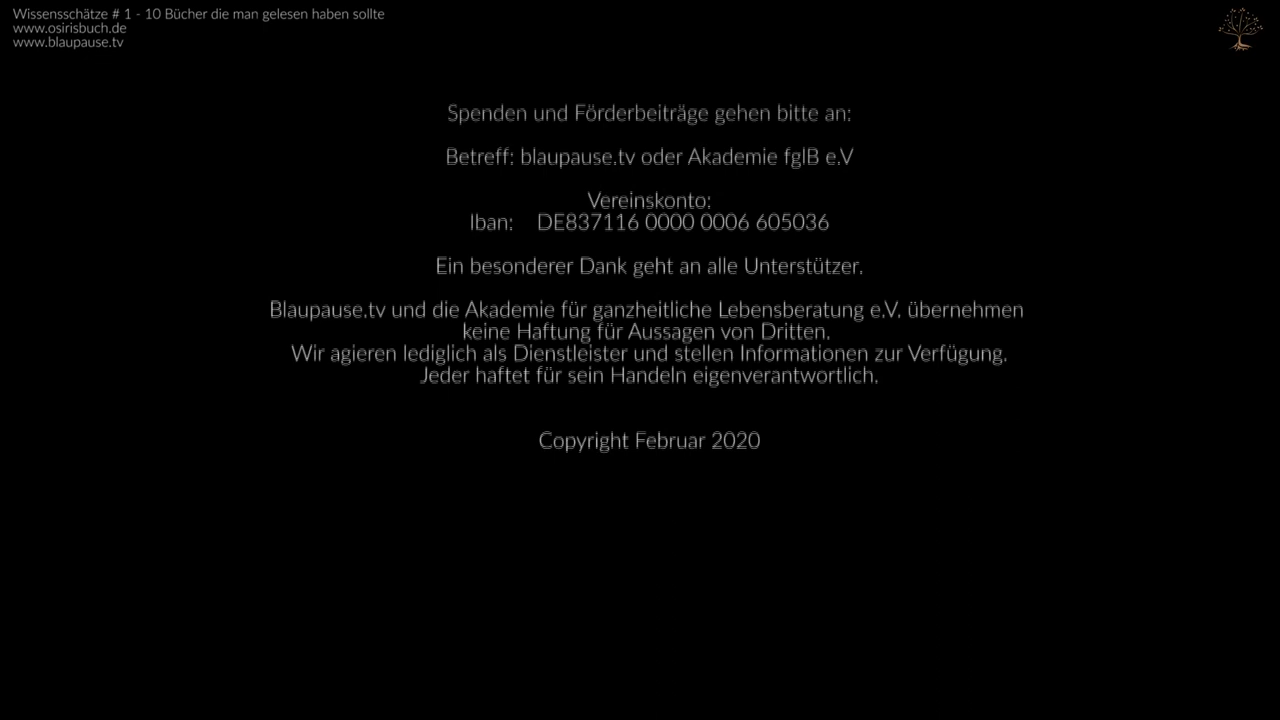 Wissensschätze # 1 - 10 Bücher die man gelesen haben sollte
www.osirisbuch.de
www.blaupause.tv
Spenden und Förderbeiträge gehen bitte an:
Betreff: blaupause.tv oder Akademie fglB e.V
Vereinskonto:
Iban: DE837116 0000 0006 605036
Ein besonderer Dank geht an alle Unterstützer.
Blaupause.tv und die Akademie für ganzheitliche Lebensberatung e.V. übernehmen
keine Haftung für Aussagen von Dritten.
Wir agieren lediglich als Dienstleister und stellen Informationen zur Verfügung.
Jeder haftet für sein Handeln eigenverantwortlich.
Copyright Februar 2020